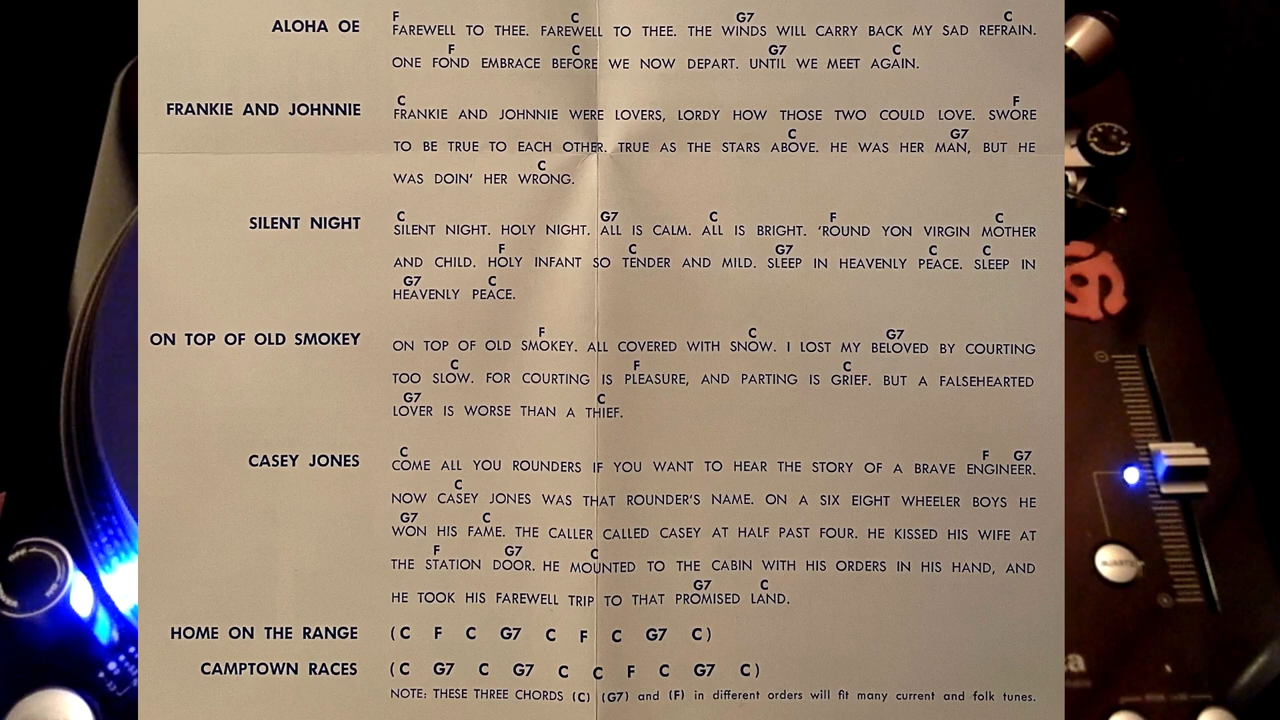 F C G7 C
ALOHA OE FAREWELL TO THEE. FAREWELL TO THEE. THE WINDS WILL CARRY BACK MY SAD REFRAIN.
F C G7 C
ONE FOND EMBRACE BEFORE WE NOW DEPART. UNTIL WE MEET AGAIN.
C F
FRANKIE AND JOHNNIE FRANKIE AND JOHNNIE WERE LOVERS, LORDY HOW THOSE TWO COULD LOVE. SWORE
C G7
TO BE TRUE TO EACH OTHER. TRUE AS THE STARS ABOVE. HE WAS HER MAN, BUT HE
C
WAS DOIN' HER WRONG.
C G7 C F C
SILENT NIGHT SILENT NIGHT. HOLY NIGHT. ALL IS CALM. ALL IS BRIGHT. 'ROUND YON VIRGIN MOTHER
F C G7 C C
AND CHILD. HOLY INFANT SO TENDER AND MILD. SLEEP IN HEAVENLY PEACE. SLEEP IN
G7 C
HEAVENLY PEACE.
F C G7
ON TOP OF OLD SMOKEY ON TOP OF OLD SMOKEY. ALL COVERED WITH SNOW. I LOST MY BELOVED BY COURTING
C F C
TOO SLOW. FOR COURTING IS PLEASURE, AND PARTING IS GRIEF. BUT A FALSEHEARTED
G7 C
LOVER IS WORSE THAN A THIEF.
C F G7
CASEY JONES COME ALL YOU ROUNDERS IF YOU WANT TO HEAR THE STORY OF A BRAVE ENGINEER.
C
NOW CASEY JONES WAS THAT ROUNDER'S NAME. ON A SIX EIGHT WHEELER BOYS HE
G7 C
WON HIS FAME. THE CALLER CALLED CASEY AT HALF PAST FOUR. HE KISSED HIS WIFE AT
F G7 C
THE STATION DOOR. HE MOUNTED TO THE CABIN WITH HIS ORDERS IN HIS HAND, AND
G7 C
HE TOOK HIS FAREWELL TRIP TO THAT PROMISED LAND.
HOME ON THE RANGE (C F C G7 C F C G7 C)
CAMPTOWN RACES (C G7 C G7 C C F C G7 C)
NOTE: THESE THREE CHORDS (C) (G7) and (F) in different orders will fit many current and folk tunes.